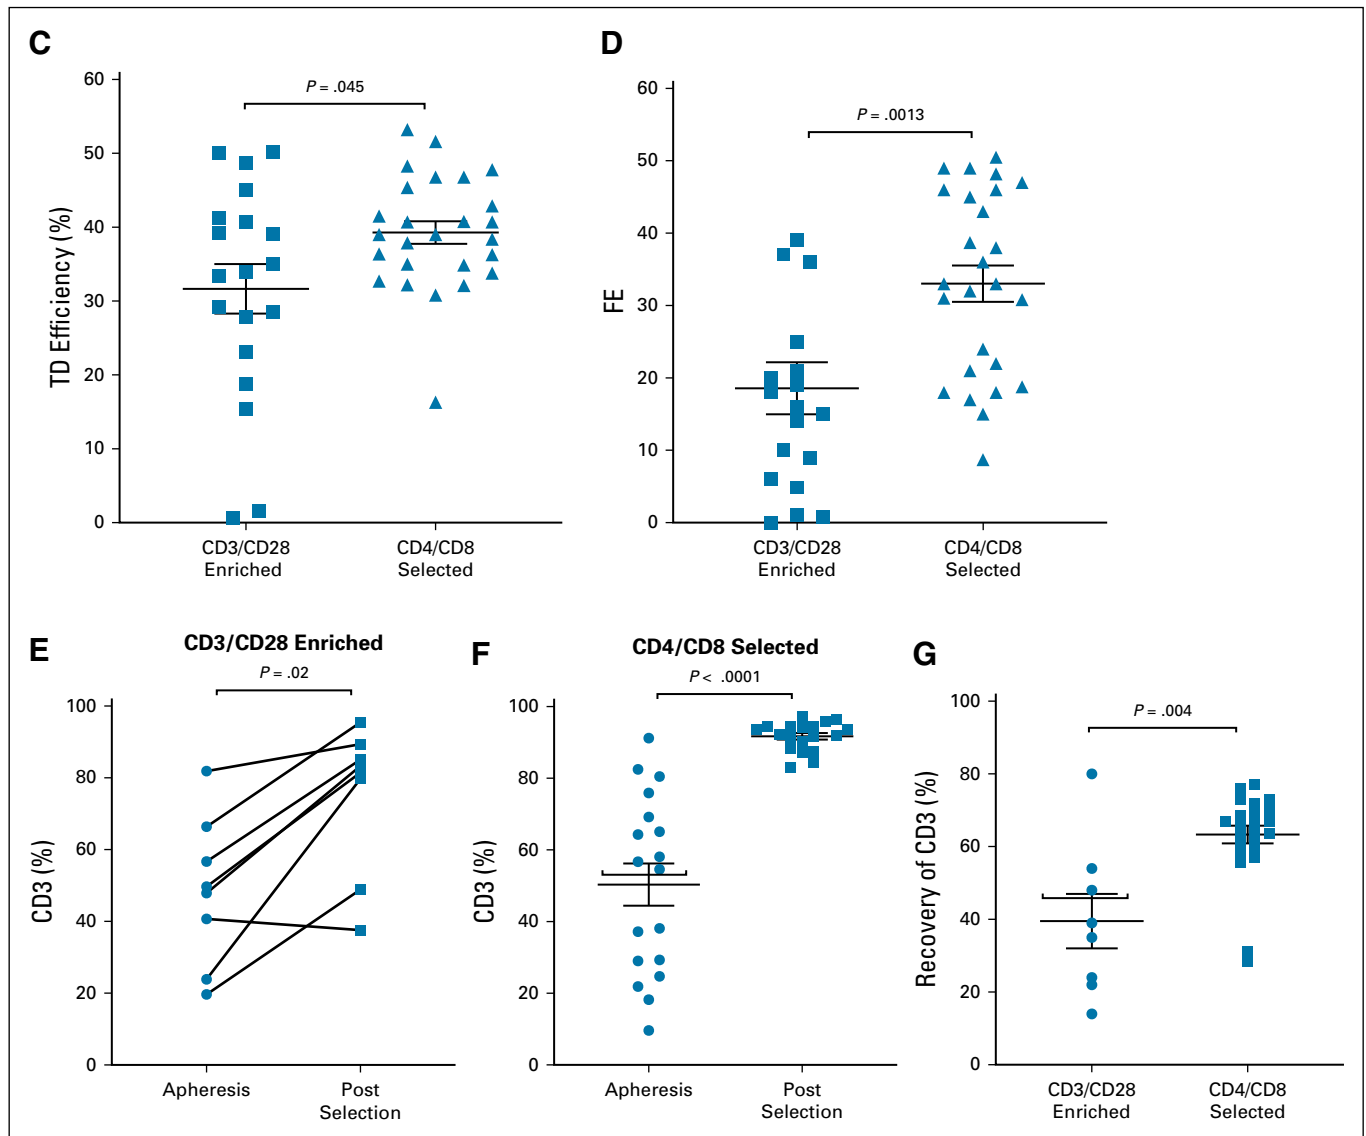 C
P = .045
TD Efficiency (%)
60
50
40
30
20
10
0
CD3/CD28
Enriched
CD4/CD8
Selected
D
P = .0013
FE
60
50
40
30
20
10
0
CD3/CD28
Enriched
CD4/CD8
Selected
E
CD3/CD28 Enriched
P = .02
CD3 (%)
100
80
60
40
20
0
Apheresis
Post
Selection
F
CD4/CD8 Selected
P < .0001
CD3 (%)
100
80
60
40
20
0
Apheresis
Post
Selection
G
P = .004
Recovery of CD3 (%)
100
80
60
40
20
0
CD3/CD28
Enriched
CD4/CD8
Selected